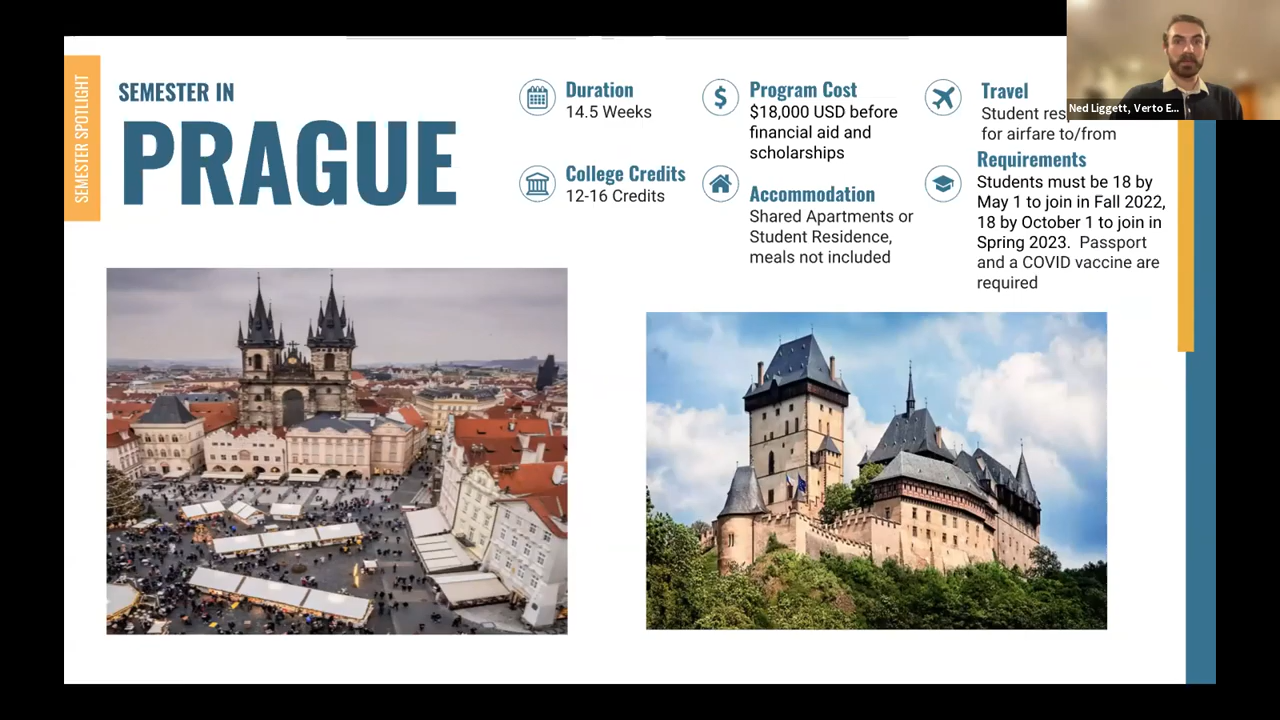 SEMESTER SPOTLIGHT
SEMESTER IN
PRAGUE
Duration
14.5 Weeks
College Credits
12-16 Credits
Program Cost
$18,000 USD before
financial aid and
scholarships
Accommodation
Shared Apartments or
Student Residence,
meals not included
Travel
Student
for airfare to/from
Requirements
Students must be 18 by
May 1 to join in Fall 2022,
18 by October 1 to join in
Spring 2023. Passport
and a COVID vaccine are
required
Ned Liggett, Verto E...